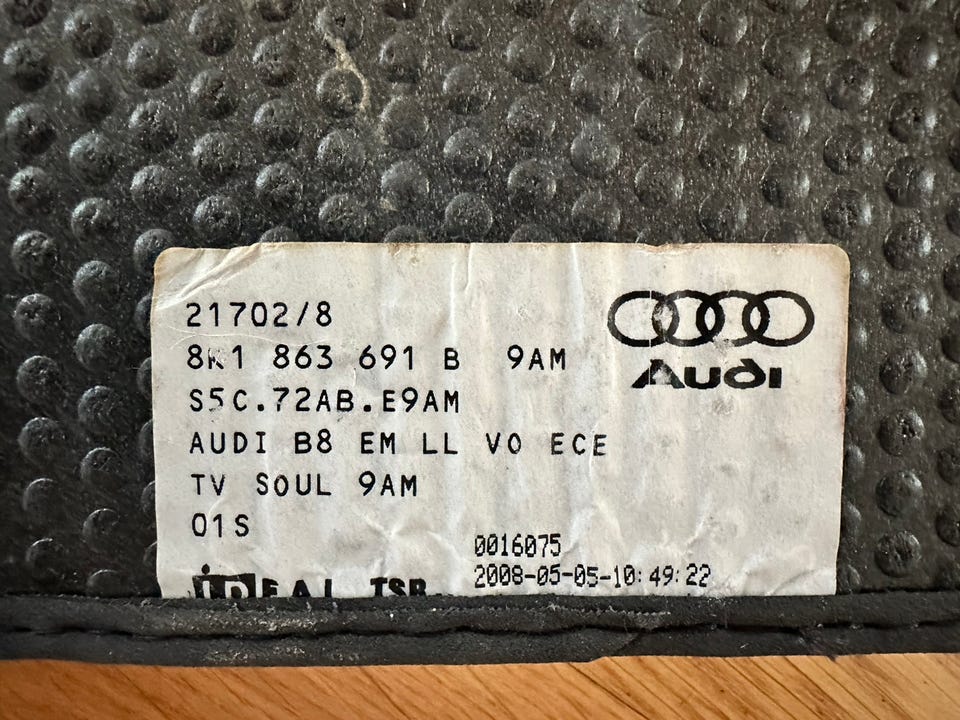 21702/8
8K1 863 691 B 9AM
S5C.72AB.E9AM
AUDI B8 EM LL VO ECE
TV SOUL 9AM
01S
Audi
0016075
2008-05-05-10:49:22